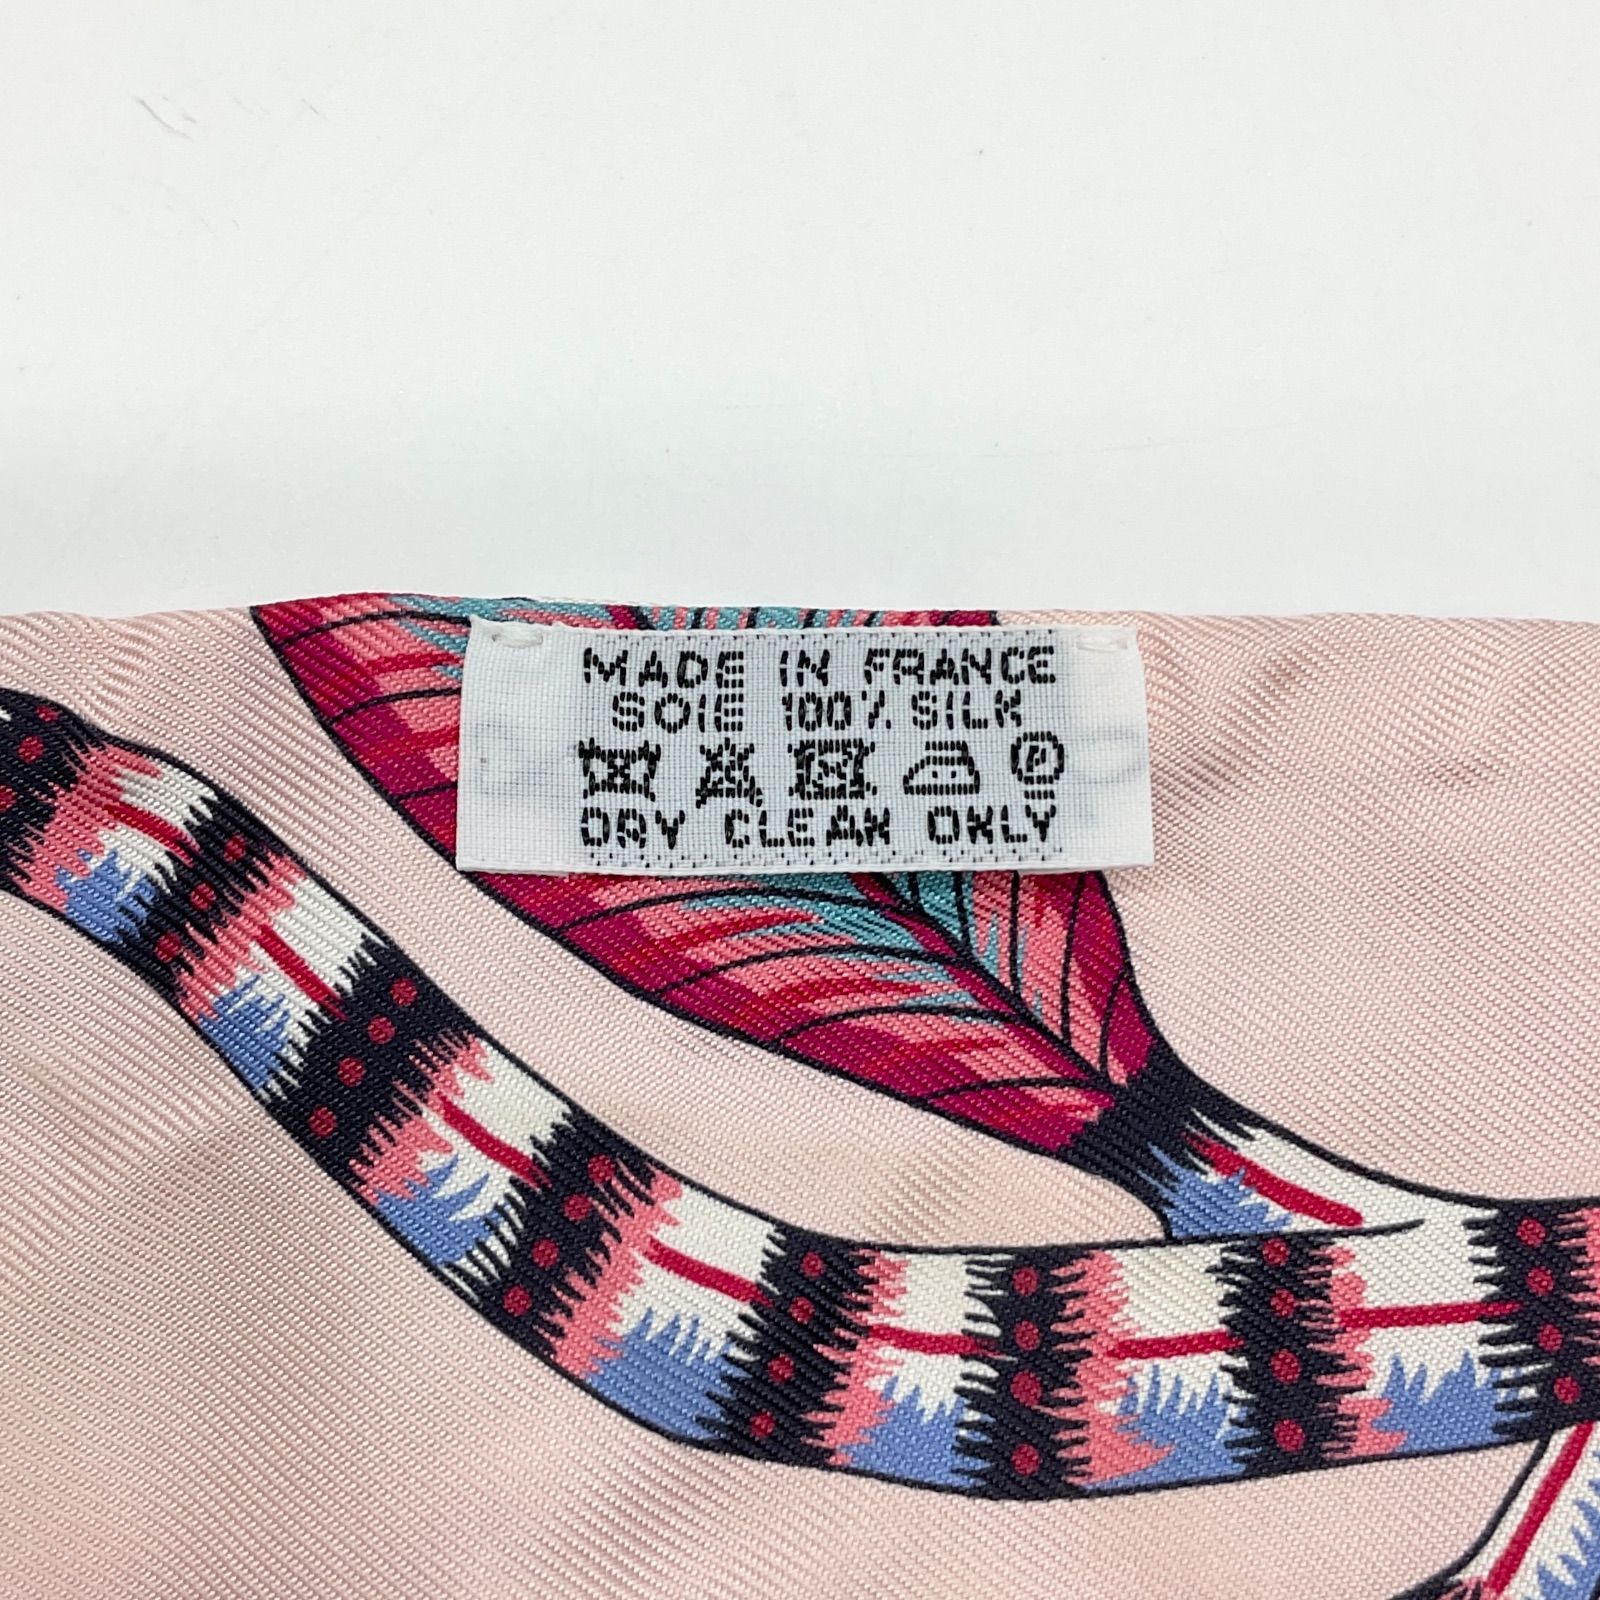 MADE IN FRANCE
SOIE 100% SILK
P
DRY CLEAN ONLY